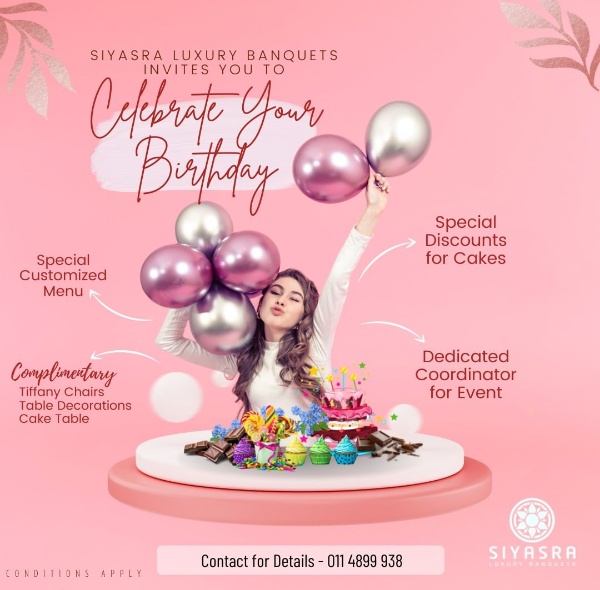 SIYASRA LUXURY BANQUETS
INVITES YOU TO
Celebrate Your
Birthday
Special
Discounts
for Cakes
Special
Customized
Menu
Dedicated
Coordinator
for Event
Complimentary
Tiffany Chairs
Table Decorations
Cake Table
SIYASRA
LUXURY BANQUETS
Contact for Details - 011 4899 938
CONDITIONS APPLY